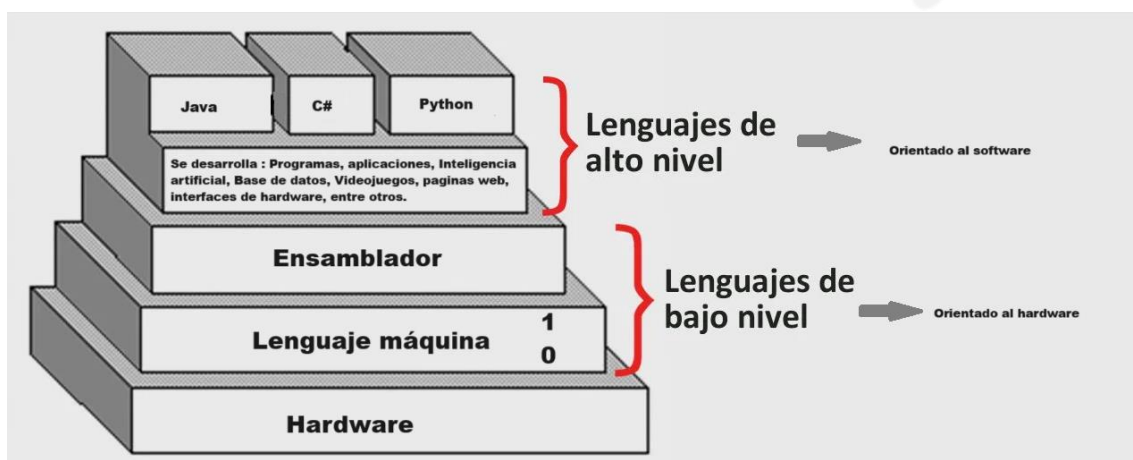 Java
C#
Python
Se desarrolla : Programas, aplicaciones, Inteligencia
artificial, Base de datos, Videojuegos, paginas web,
interfaces de hardware, entre otros.
Lenguajes de
alto nivel
Orientado al software
Ensamblador
Lenguaje máquina
1
0
Lenguajes de
bajo nivel
Orientado al hardware
Hardware